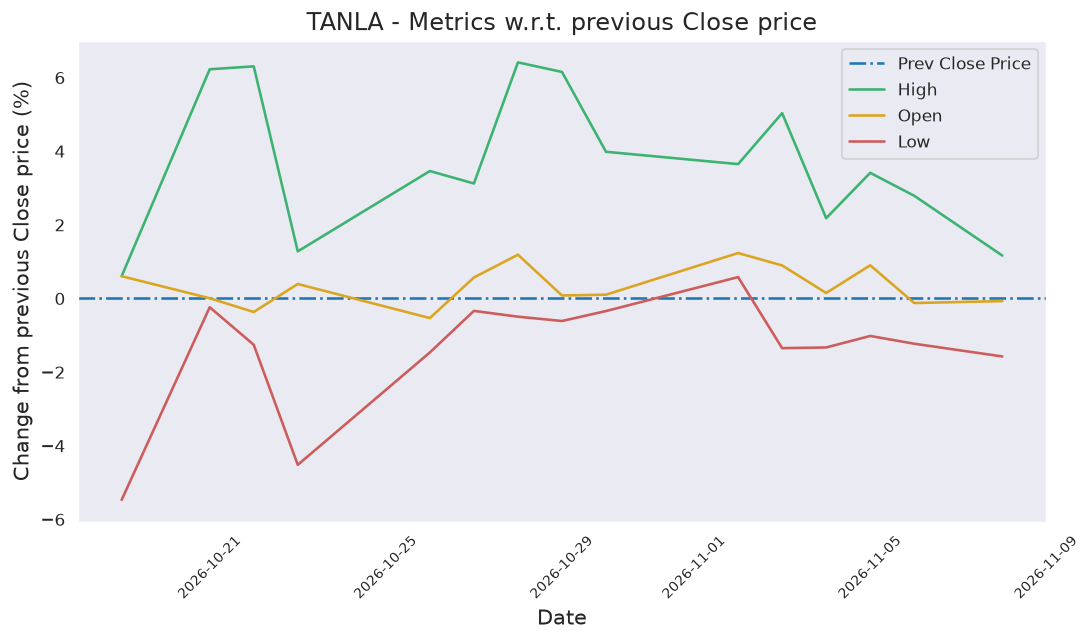 TANLA - Metrics w.r.t. previous Close price
Prev Close Price
High
Open
Low
Change from previous Close price (%)
6
4
2
0
−2
−4
−6
2026-10-21
2026-10-25
2026-10-29
2026-11-01
2026-11-05
2026-11-09
Date